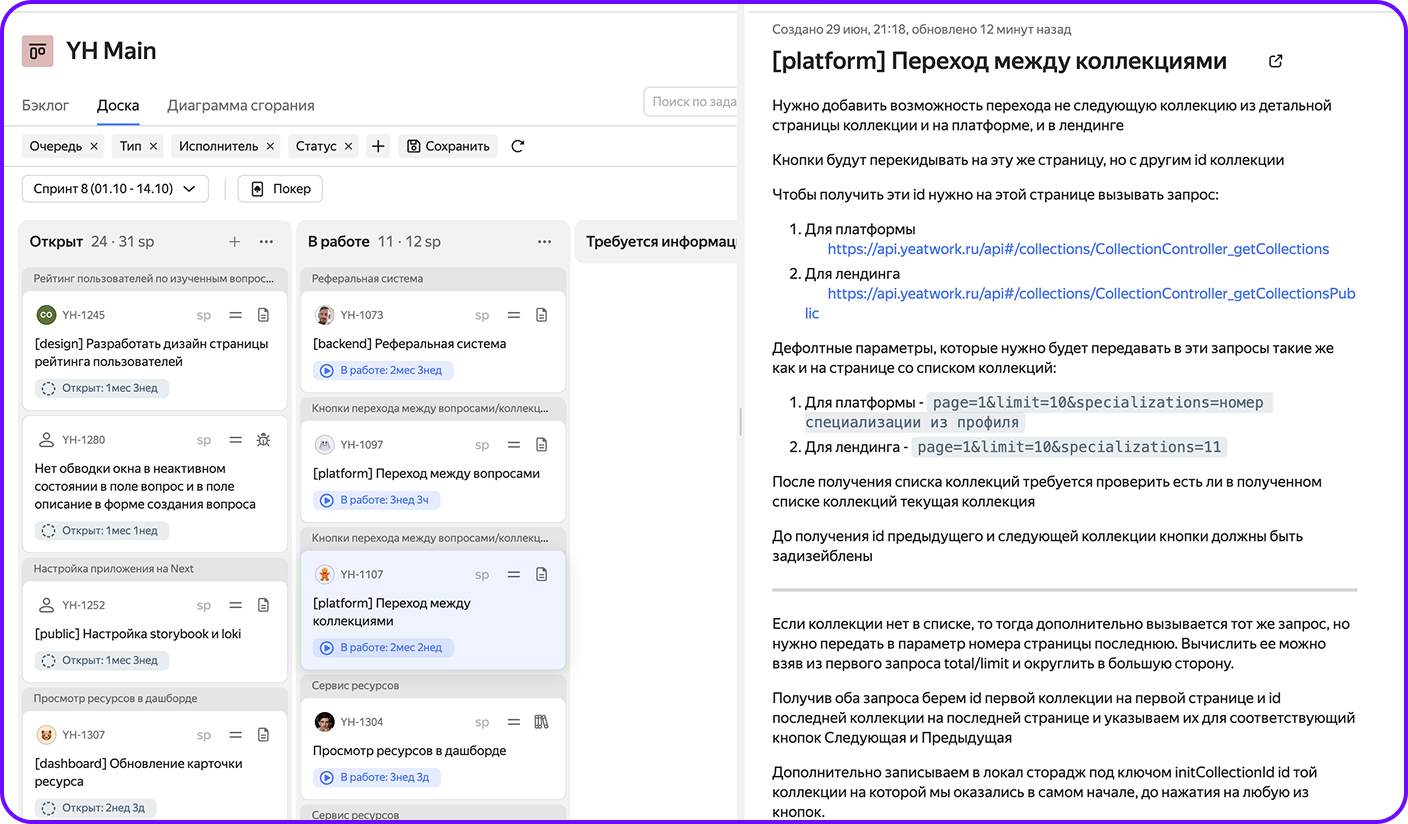 YH Main
Бэклог
Доска
Диаграмма сгорания
Поиск по зада
Очередь ×
Тип ×
Исполнитель ×
Статус ×
+
Сохранить
Спринт 8 (01.10 - 14.10)
Покер
Открыт 24 · 31 sp
Рейтинг пользователей по изученным вопрос...
CO YH-1245 sp
[design] Разработать дизайн страницы
рейтинга пользователей
Открыт: 1мес 3нед
YH-1280 sp
Нет обводки окна в неактивном
состоянии в поле вопрос и в поле
описание в форме создания вопроса
Открыт: 1мес 1нед
Настройка приложения на Next
YH-1252 sp
[public] Настройка storybook и loki
Открыт: 1мес 3нед
Просмотр ресурсов в дашборде
YH-1307 sp
[dashboard] Обновление карточки
ресурса
Открыт: 2нед 3д
В работе 11 · 12 sp
Реферальная система
YH-1073 sp
[backend] Реферальная система
В работе: 2мес 3нед
Кнопки перехода между вопросами/коллекц...
YH-1097 sp
[platform] Переход между вопросами
В работе: 3нед 3ч
Кнопки перехода между вопросами/коллекц...
YH-1107 sp
[platform] Переход между
коллекциями
В работе: 2мес 2нед
Сервис ресурсов
YH-1304 sp
Просмотр ресурсов в дашборде
В работе: 3нед 3д
Сервис ресурсов
Требуется информац
Создано 29 июн, 21:18, обновлено 12 минут назад
[platform] Переход между коллекциями
Нужно добавить возможность перехода не следующую коллекцию из детальной
страницы коллекции и на платформе, и в лендинге
Кнопки будут перекидывать на эту же страницу, но с другим id коллекции
Чтобы получить эти id нужно на этой странице вызывать запрос:
1. Для платформы
https://api.yeatwork.ru/api#/collections/CollectionController_getCollections
2. Для лендинга
https://api.yeatwork.ru/api#/collections/CollectionController_getCollectionsPub
lic
Дефолтные параметры, которые нужно будет передавать в эти запросы такие же
как и на странице со списком коллекций:
1. Для платформы - page=1&limit=10&specializations=номер
специализации из профиля
2. Для лендинга - page=1&limit=10&specializations=11
После получения списка коллекций требуется проверить есть ли в полученном
списке коллекций текущая коллекция
До получения id предыдущего и следующей коллекции кнопки должны быть
задизейблены
Если коллекции нет в списке, то тогда дополнительно вызывается тот же запрос, но
нужно передать в параметр номера страницы последнюю. Вычислить ее можно
взяв из первого запроса total/limit и округлить в большую сторону.
Получив оба запроса берем id первой коллекции на первой странице и id
последней коллекции на последней странице и указываем их для соответствующий
кнопок Следующая и Предыдущая
Дополнительно записываем в локал сторадж под ключом initCollectionId id той
коллекции на которой мы оказались в самом начале, до нажатия на любую из
кнопок.